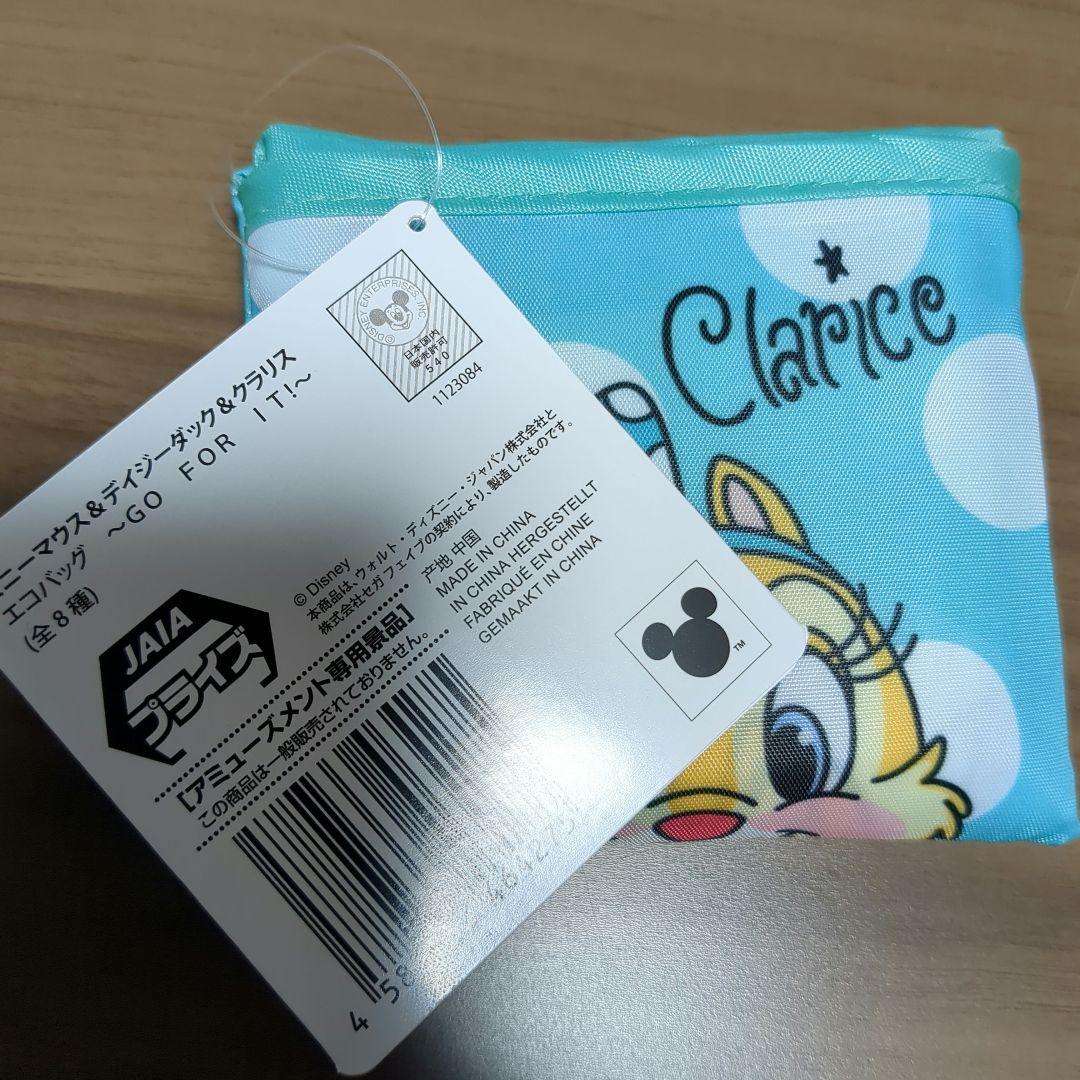 ニーマウス&デイジーダック&クラリス
エコバッグ ～GO FOR IT!～
(全8種)
JAIA
プライズ
©DISNEY ENTERPRISES, INC
日本国内
販売許可
540
1123084
©Disney
本商品は、ウォルト・ディズニー・ジャパン株式会社と
株式会社セガフェイブの契約により、製造したものです。
産地 中国
MADE IN CHINA
IN CHINA HERGESTELLT
FABRIQUÉ EN CHINE
GEMAAKT IN CHINA
[アミューズメント専用景品]
この商品は一般販売されておりません。
4 58
TM
Clarice